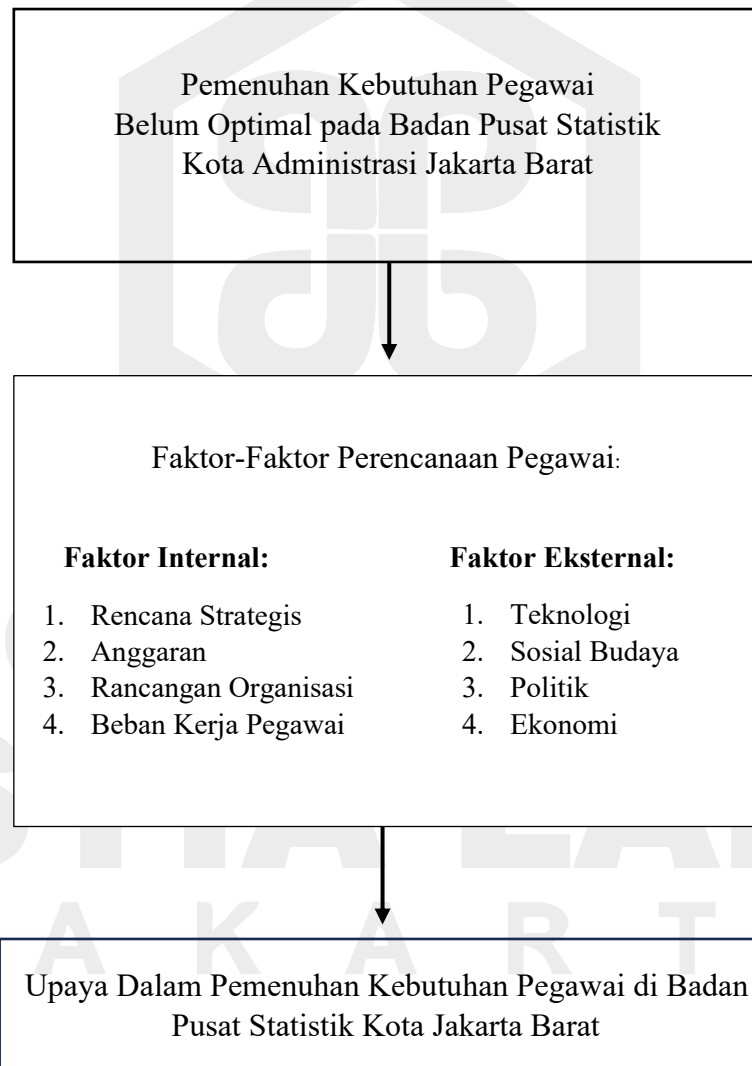 Pemenuhan Kebutuhan Pegawai
Belum Optimal pada Badan Pusat Statistik
Kota Administrasi Jakarta Barat
Faktor-Faktor Perencanaan Pegawai:
Faktor Internal:
1. Rencana Strategis
2. Anggaran
3. Rancangan Organisasi
4. Beban Kerja Pegawai
Faktor Eksternal:
1. Teknologi
2. Sosial Budaya
3. Politik
4. Ekonomi
Upaya Dalam Pemenuhan Kebutuhan Pegawai di Badan
Pusat Statistik Kota Jakarta Barat